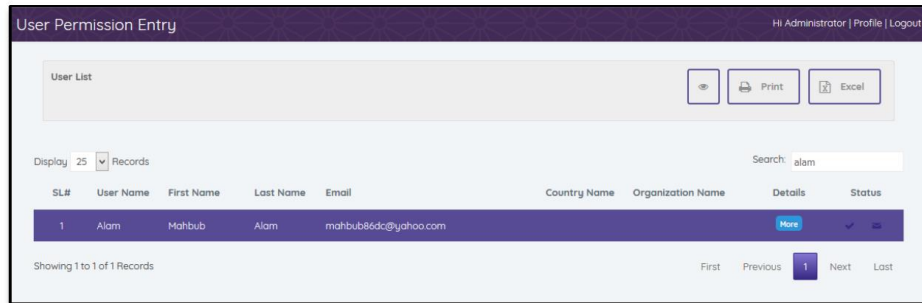 User Permission Entry
Hi Administrator | Profile | Logout
User List
Print
Excel
Display 25 Records
Search: alam
SL# User Name First Name Last Name Email Country Name Organization Name Details Status
1 Alam Mahbub Alam mahbub86dc@yahoo.com More
Showing 1 to 1 of 1 Records
First Previous 1 Next Last